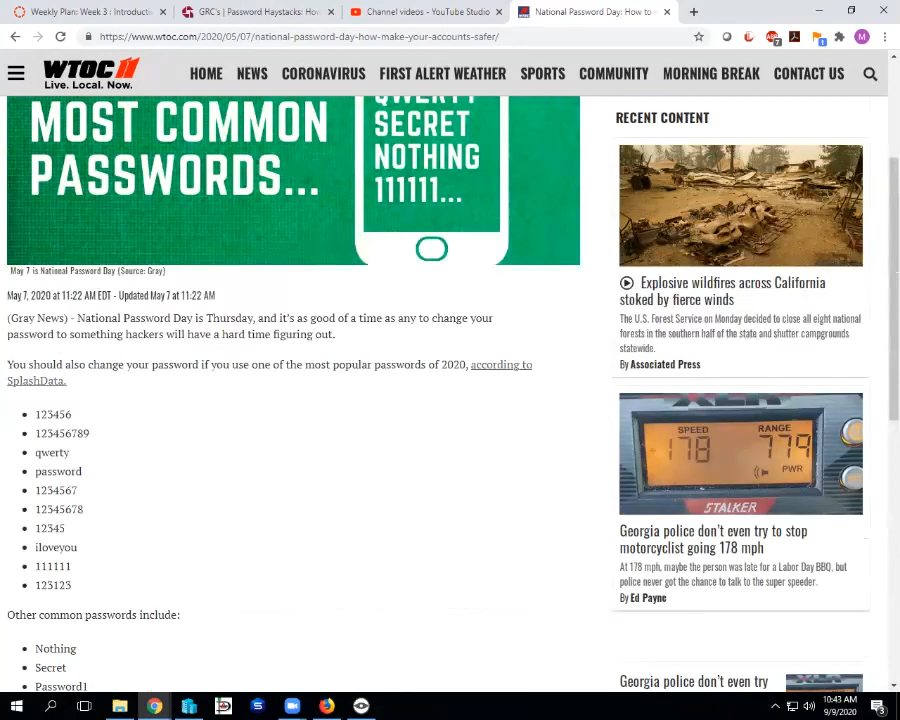 Weekly Plan: Week 3 : Introducti
GRC's | Password Haystacks: Ho
Channel videos - YouTube Studio
National Password Day: How to
https://www.wtoc.com/2020/05/07/national-password-day-how-make-your-accounts-safer/
7
1
M
WTOC 11
Live. Local. Now.
HOME NEWS CORONAVIRUS FIRST ALERT WEATHER SPORTS COMMUNITY MORNING BREAK CONTACT US
MOST COMMON
PASSWORDS...
QWERTY
SECRET
NOTHING
111111...
May 7 is National Password Day (Source: Gray)
May 7, 2020 at 11:22 AM EDT - Updated May 7 at 11:22 AM
(Gray News) - National Password Day is Thursday, and it's as good of a time as any to change your
password to something hackers will have a hard time figuring out.
You should also change your password if you use one of the most popular passwords of 2020, according to
SplashData.
123456
123456789
qwerty
password
1234567
12345678
12345
iloveyou
111111
123123
Other common passwords include:
Nothing
Secret
Password1
RECENT CONTENT
Explosive wildfires across California
stoked by fierce winds
The U.S. Forest Service on Monday decided to close all eight national
forests in the southern half of the state and shutter campgrounds
statewide.
By Associated Press
SPEED RANGE
178 779
PWR
STALKER
Georgia police don't even try to stop
motorcyclist going 178 mph
At 178 mph, maybe the person was late for a Labor Day BBQ, but
police never got the chance to talk to the super speeder.
By Ed Payne
Georgia police don't even try
10:43 AM
9/9/2020
3